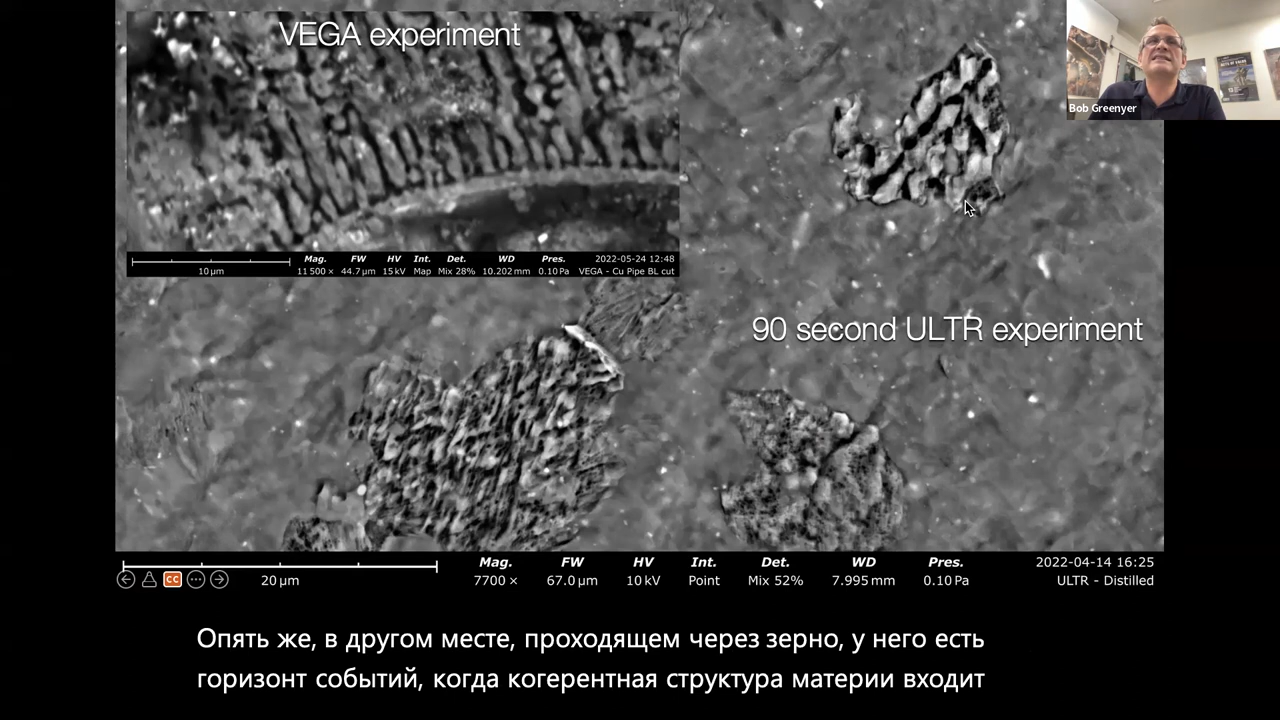 VEGA experiment
Bob Greenyer
Mag. FW HV Int. Det. WD Pres. 2022-05-24 12:48
10 µm 11 500 × 44.7 µm 15 kV Map Mix 28% 10.202 mm 0.10 Pa VEGA - Cu Pipe BL cut
90 second ULTR experiment
Mag. FW HV Int. Det. WD Pres. 2022-04-14 16:25
CC 20 µm 7700 × 67.0 µm 10 kV Point Mix 52% 7.995 mm 0.10 Pa ULTR - Distilled
Опять же, в другом месте, проходящем через зерно, у него есть
горизонт событий, когда когерентная структура материи входит